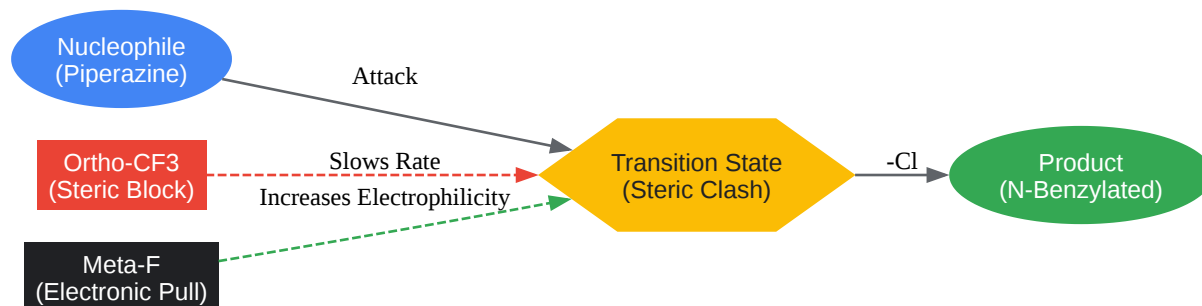 Nucleophile
(Piperazine)
Attack
Ortho-CF3
(Steric Block)
Slows Rate
Increases Electrophilicity
Meta-F
(Electronic Pull)
Transition State
(Steric Clash)
-Cl
Product
(N-Benzylated)